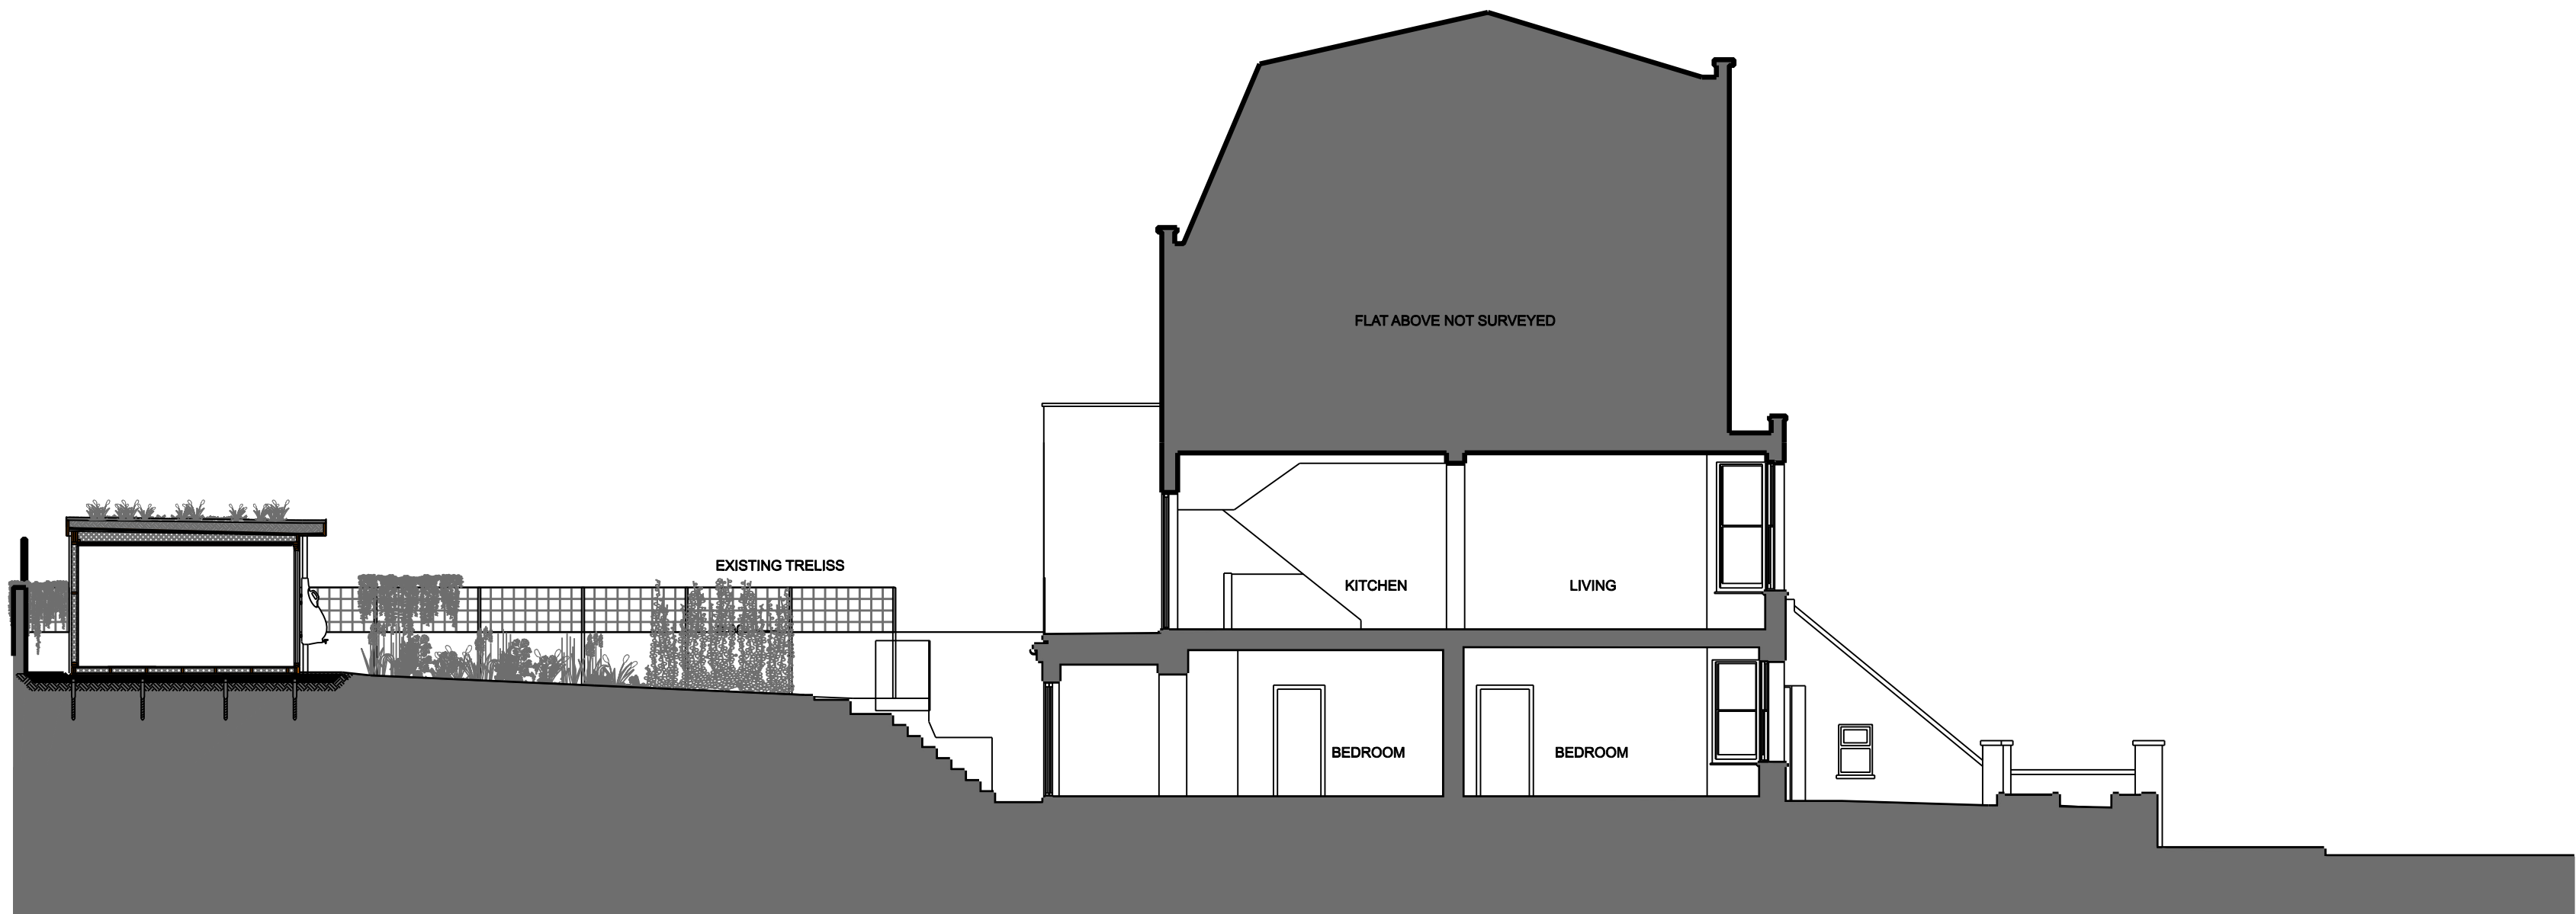 FLAT ABOVE NOT SURVEYED
EXISTING TRELISS
KITCHEN
LIVING
BEDROOM
BEDROOM